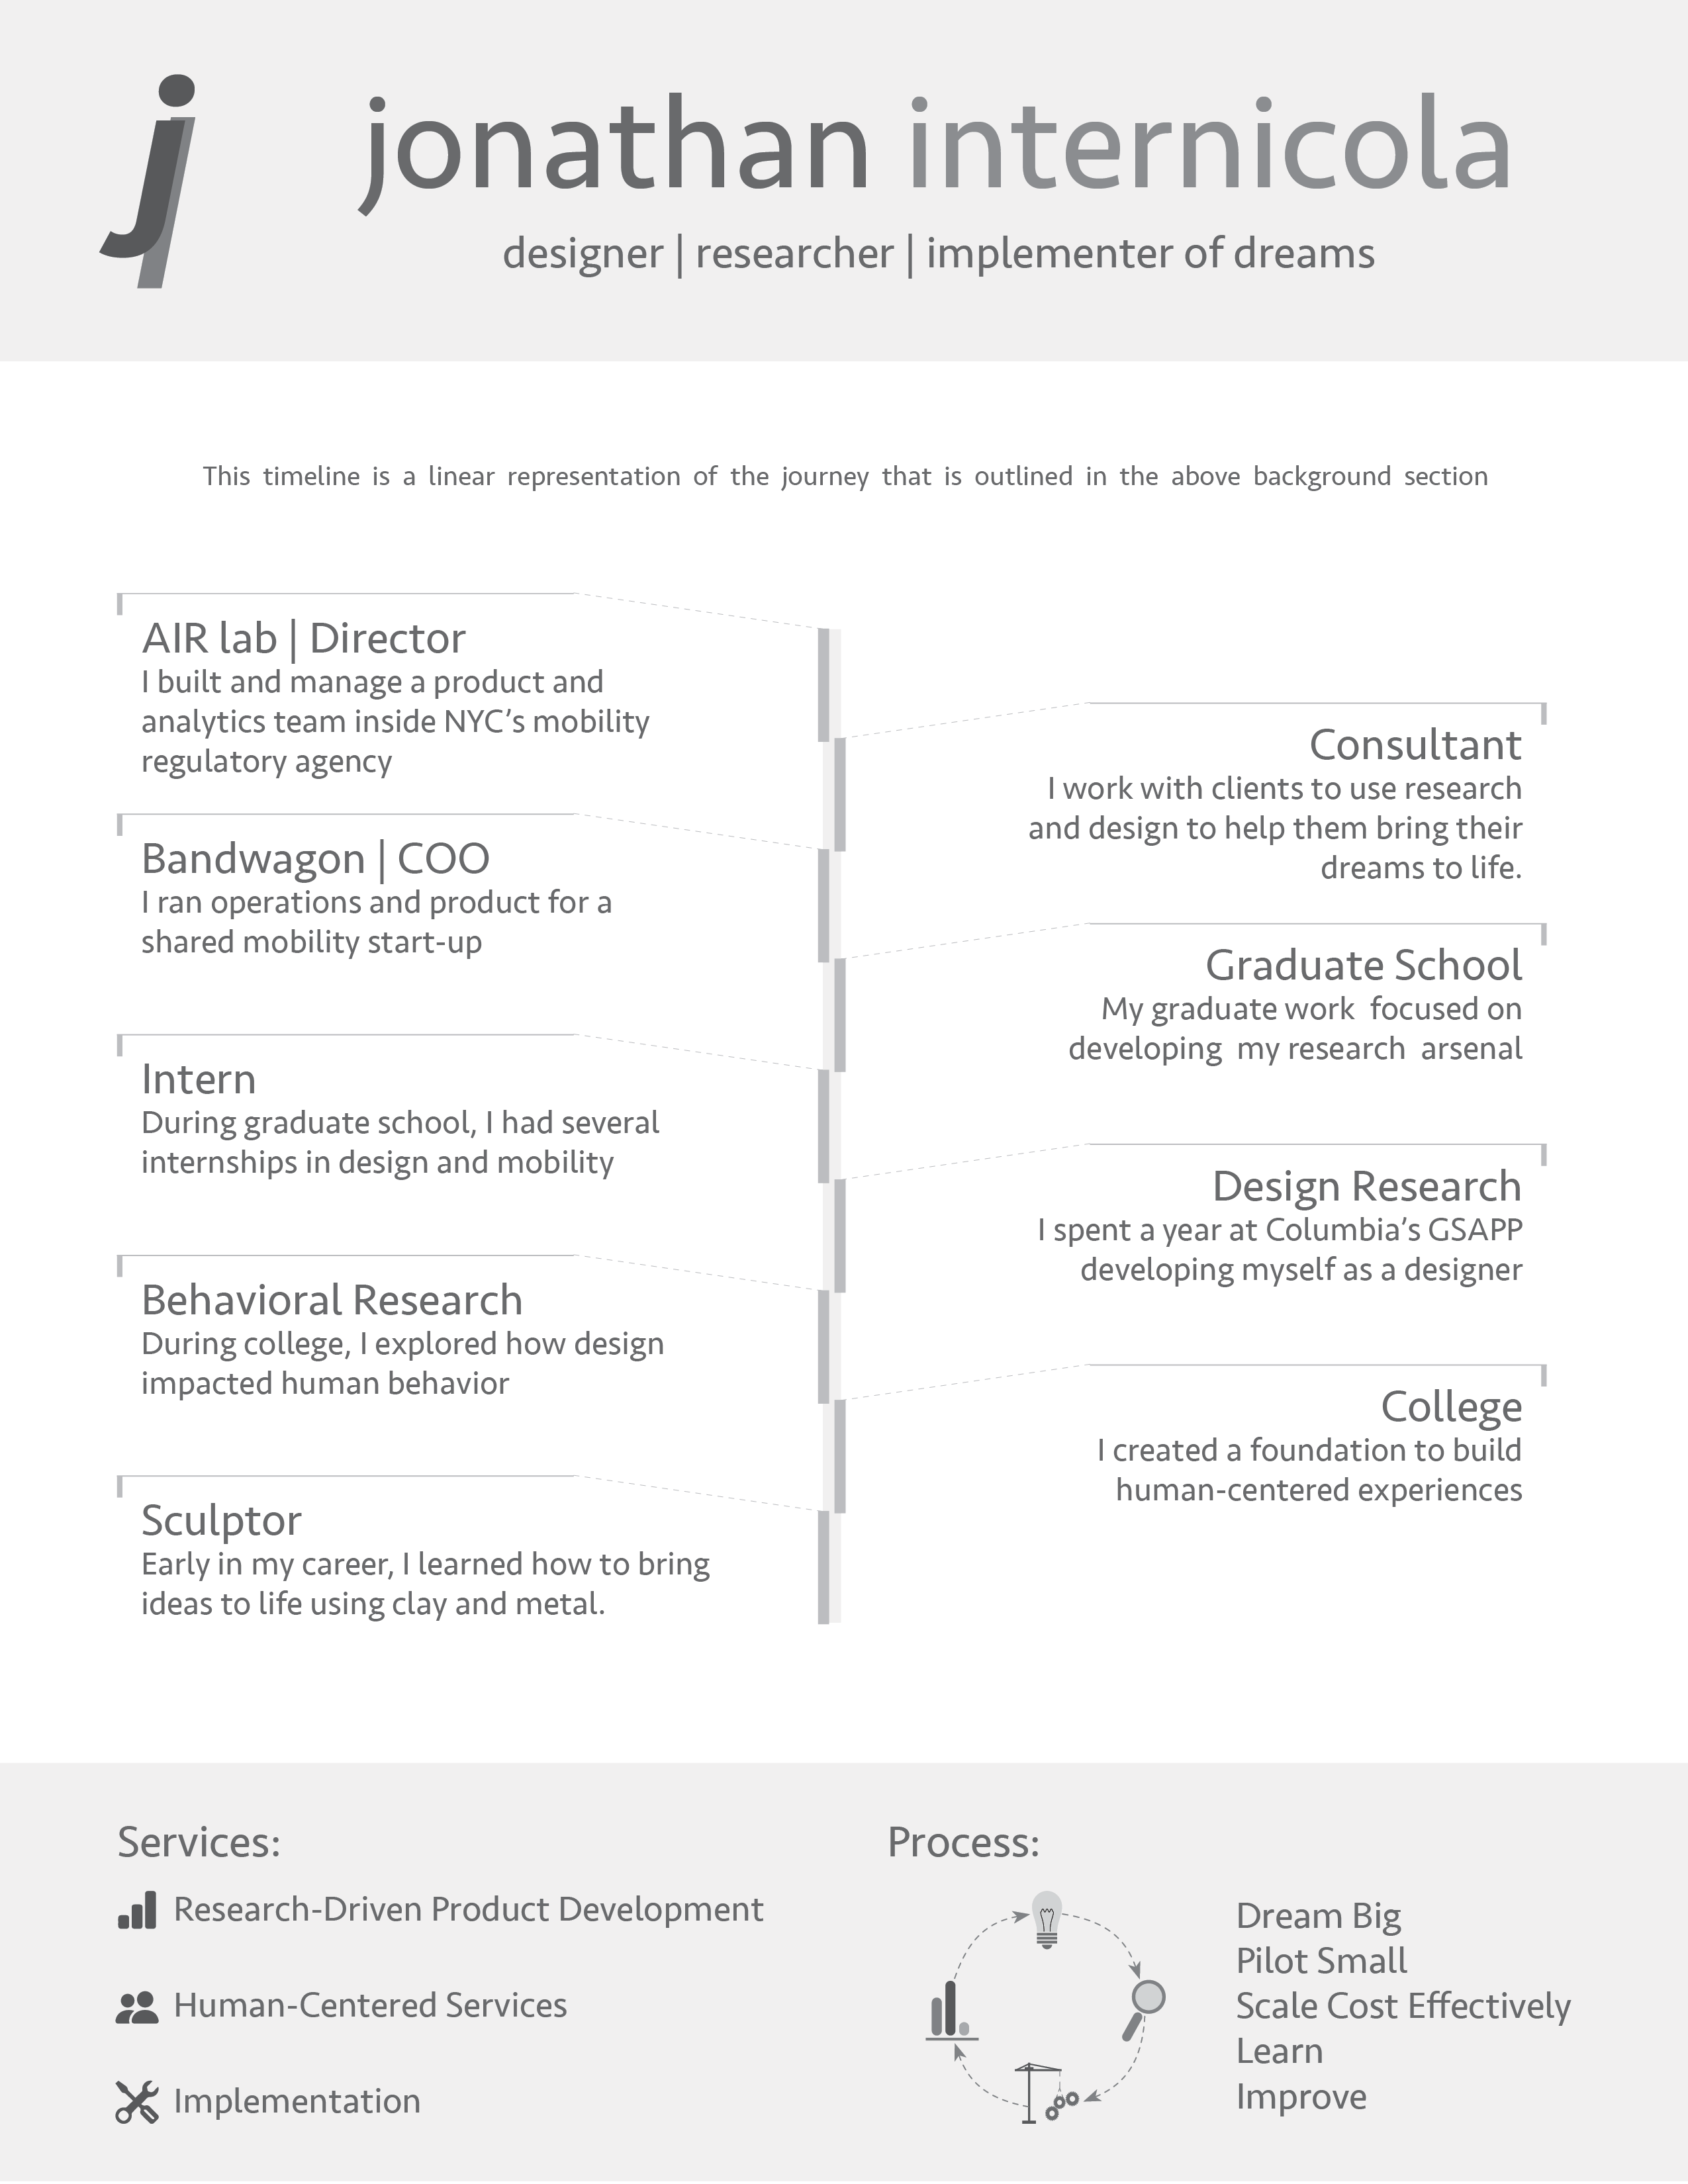 j
jonathan internicola
designer | researcher | implementer of dreams
This timeline is a linear representation of the journey that is outlined in the above background section
AIR lab | Director
I built and manage a product and
analytics team inside NYC’s mobility
regulatory agency
Consultant
I work with clients to use research
and design to help them bring their
dreams to life.
Bandwagon | COO
I ran operations and product for a
shared mobility start-up
Graduate School
My graduate work focused on
developing my research arsenal
Intern
During graduate school, I had several
internships in design and mobility
Design Research
I spent a year at Columbia’s GSAPP
developing myself as a designer
Behavioral Research
During college, I explored how design
impacted human behavior
College
I created a foundation to build
human-centered experiences
Sculptor
Early in my career, I learned how to bring
ideas to life using clay and metal.
Services:
Research-Driven Product Development
Human-Centered Services
Implementation
Process:
Dream Big
Pilot Small
Scale Cost Effectively
Learn
Improve